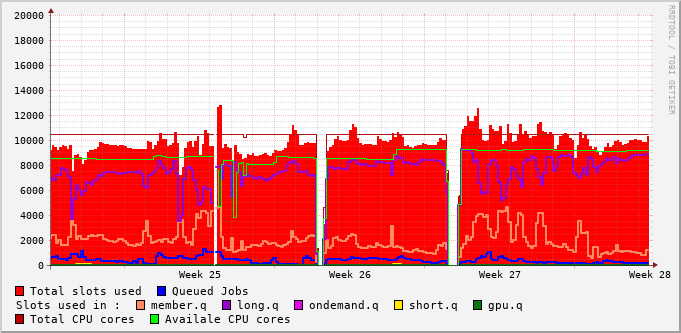 RRDTOOL / TOBI OETIKER
20000
18000
16000
14000
12000
10000
8000
6000
4000
2000
0
Week 25 Week 26 Week 27 Week 28
Total slots used Queued Jobs
Slots used in : member.q long.q ondemand.q short.q gpu.q
Total CPU cores Availale CPU cores